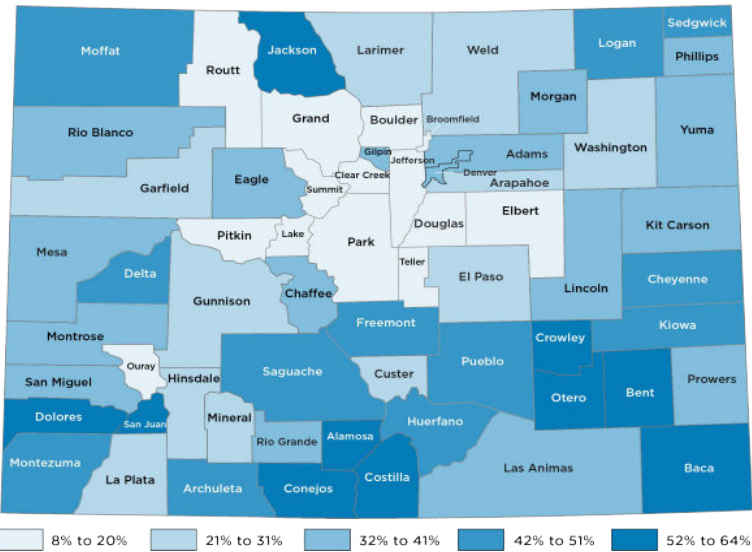 Sedgwick
Moffat
Jackson
Larimer
Weld
Logan
Phillips
Routt
Morgan
Grand
Boulder
Broomfield
Rio Blanco
Yuma
Washington
Gilpin
Jefferson
Adams
Clear Creek
Denver
Eagle
Garfield
Summit
Arapahoe
Elbert
Douglas
Kit Carson
Pitkin
Lake
Park
Mesa
Teller
Delta
El Paso
Cheyenne
Lincoln
Chaffee
Gunnison
Freemont
Kiowa
Montrose
Crowley
Ouray
Pueblo
Saguache
Custer
Hinsdale
San Miguel
Prowers
Bent
Otero
Dolores
San Juan
Mineral
Huerfano
Alamosa
Rio Grande
Montezuma
Las Animas
Baca
La Plata
Costilla
Archuleta
Conejos
8% to 20%
21% to 31%
32% to 41%
42% to 51%
52% to 64%